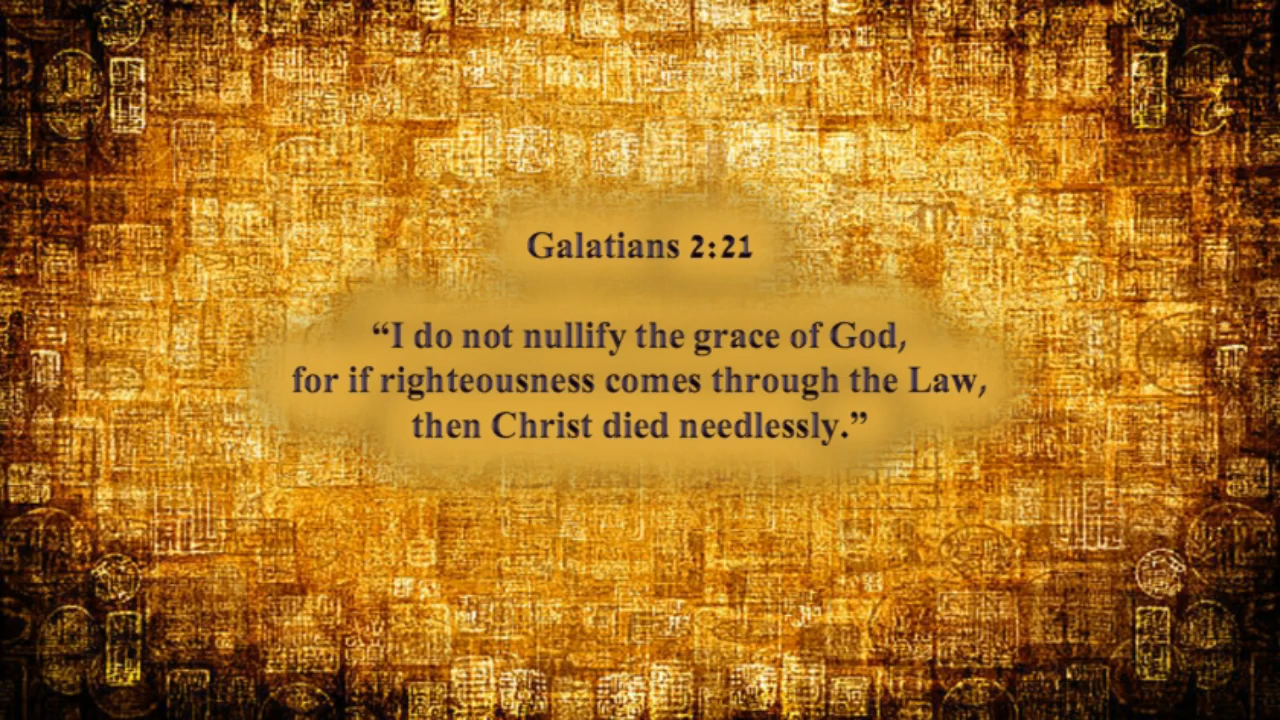 Galatians 2:21
“I do not nullify the grace of God,
for if righteousness comes through the Law,
then Christ died needlessly.”